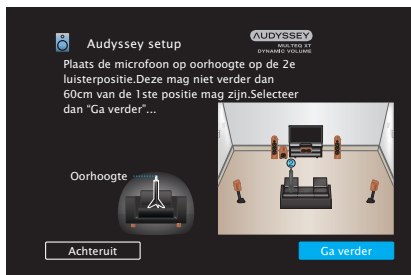 Audyssey setup
AUDYSSEY
MULTEQ XT
DYNAMIC VOLUME
Plaats de microfoon op oorhoogte op de 2e
luisterpositie.Deze mag niet verder dan
60cm van de 1ste positie mag zijn.Selecteer
dan “Ga verder”...
Oorhoogte
2
Achteruit
Ga verder